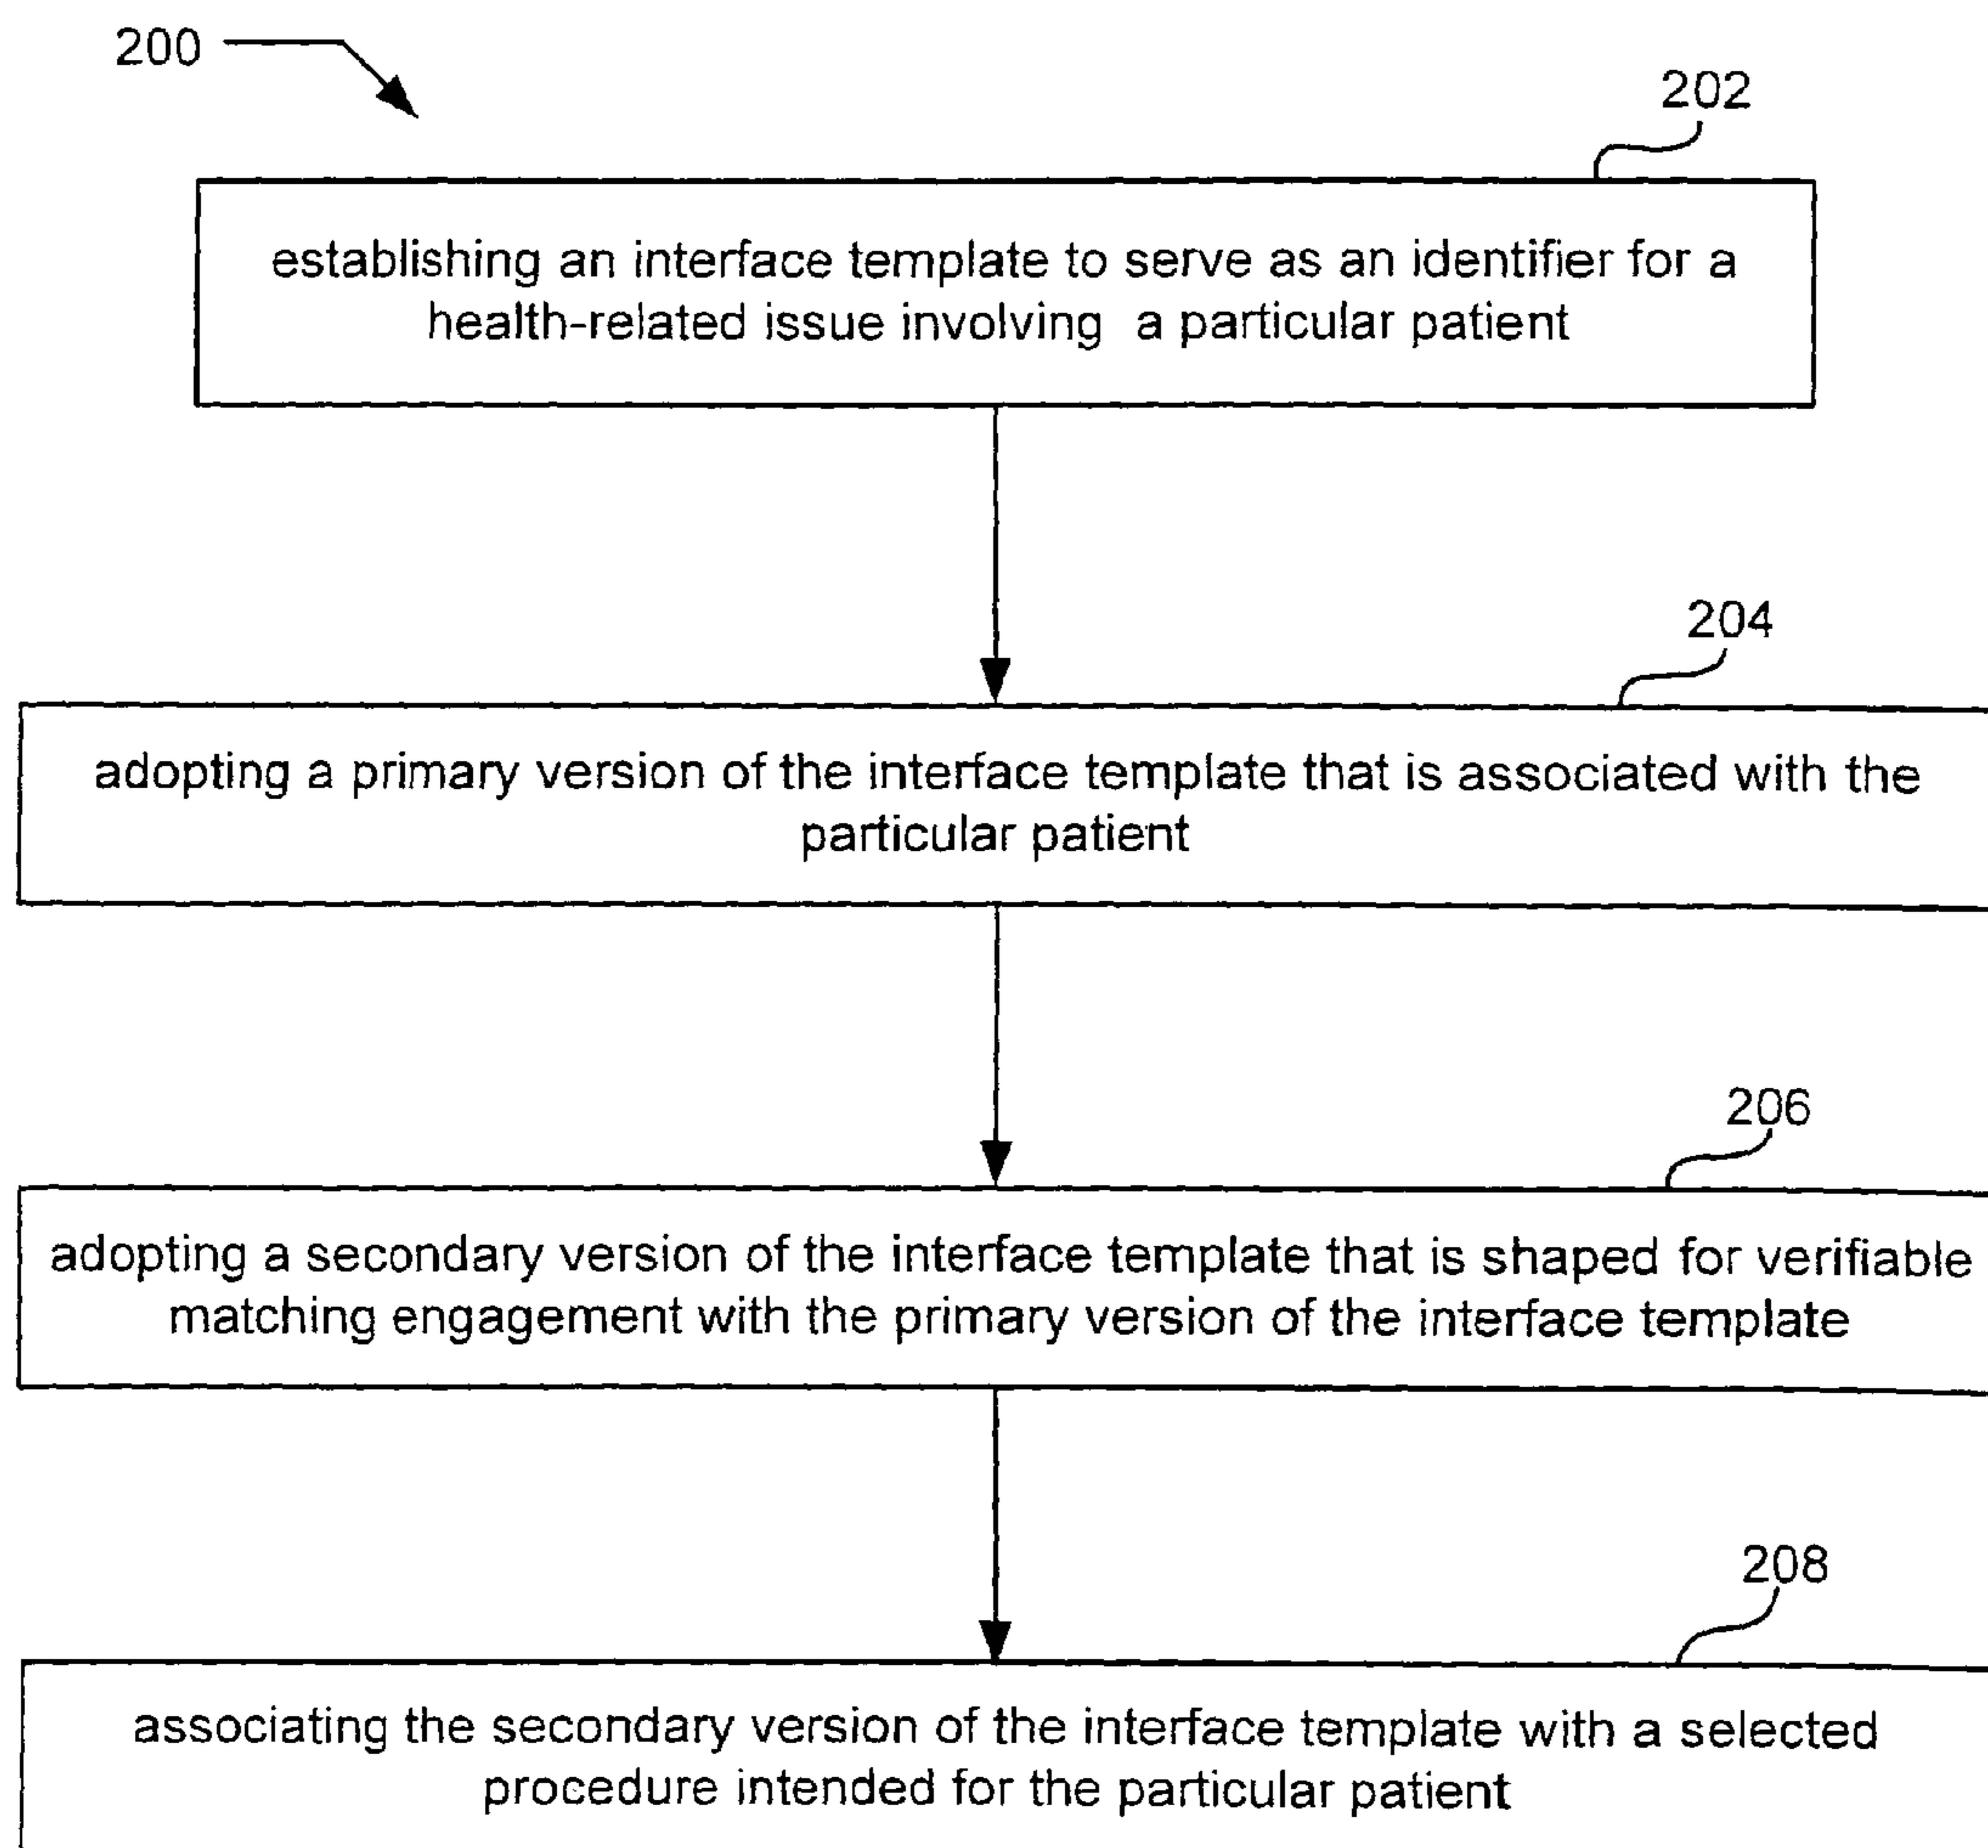 200
202
establishing an interface template to serve as an identifier for a
health-related issue involving a particular patient
204
adopting a primary version of the interface template that is associated with the
particular patient
206
adopting a secondary version of the interface template that is shaped for verifiable
matching engagement with the primary version of the interface template
208
associating the secondary version of the interface template with a selected
procedure intended for the particular patient